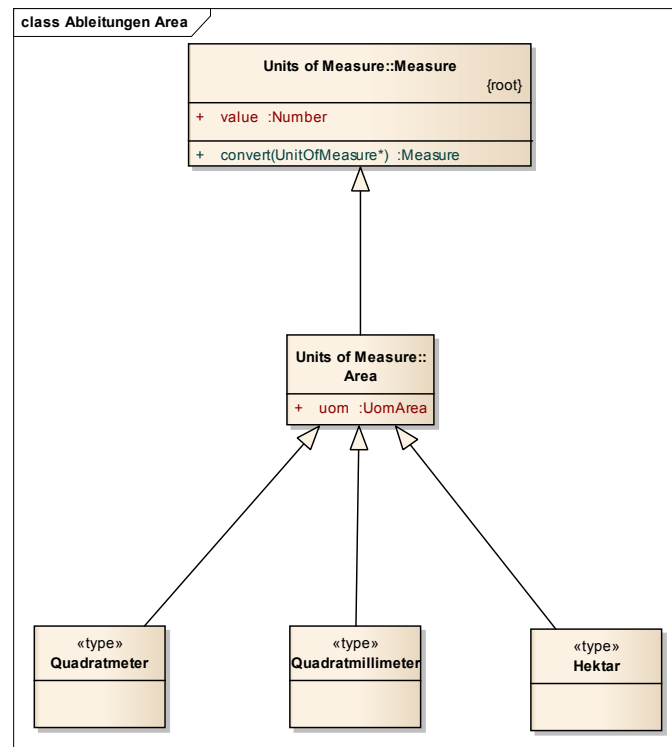 class Ableitungen Area
Units of Measure::Measure
{root}
+ value :Number
+ convert(UnitOfMeasure*) :Measure
Units of Measure::
Area
+ uom :UomArea
«type»
Quadratmeter
«type»
Quadratmillimeter
«type»
Hektar